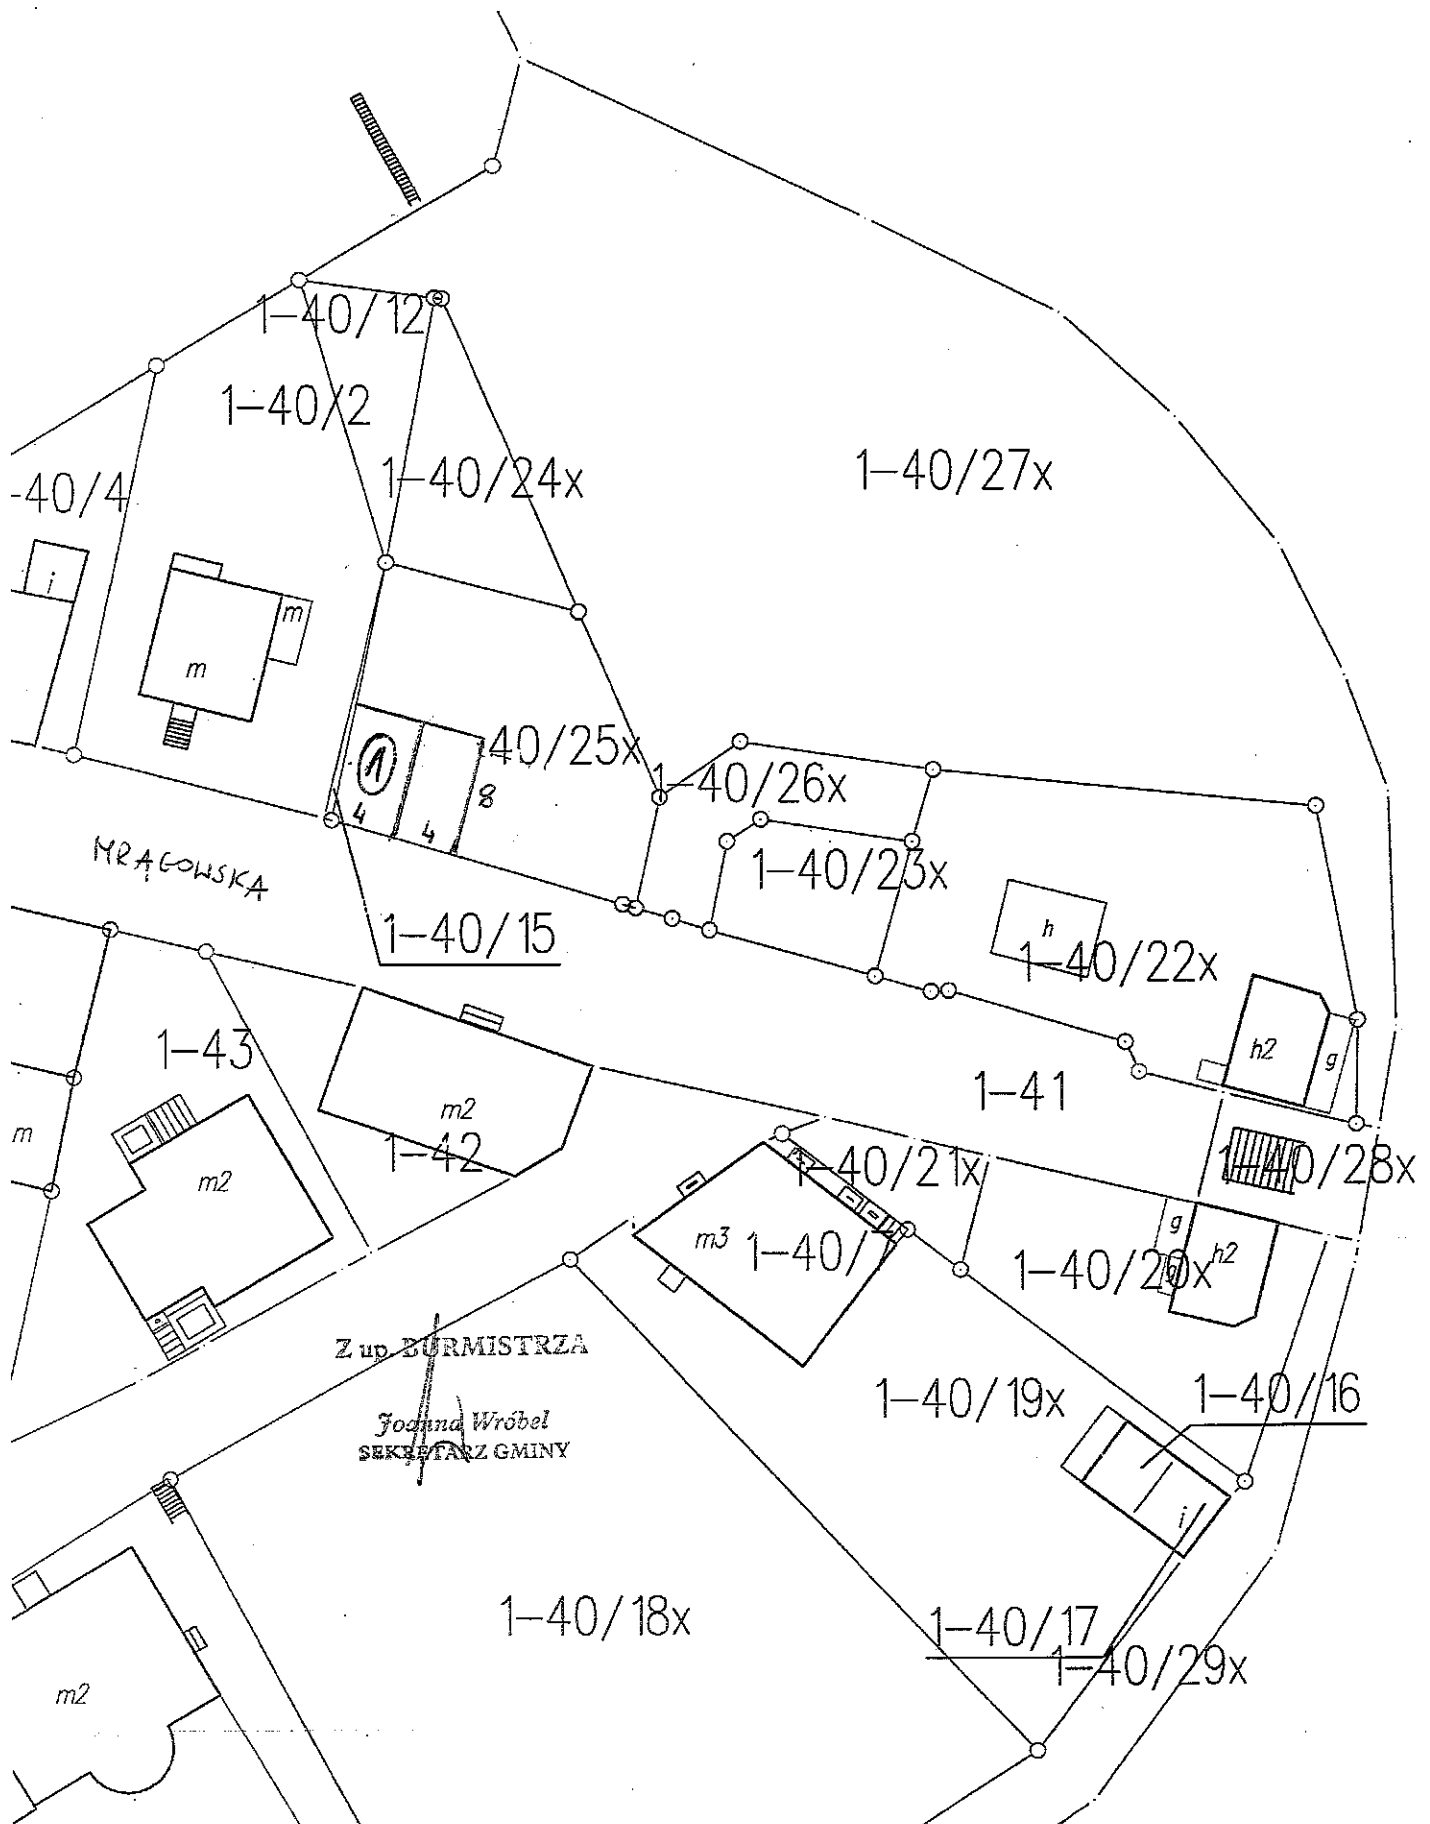 1-40/12
1-40/2
1-40/24x
1-40/27x
-40/4
i
m
m
1
4
4
8
40/25x
1-40/26x
1-40/23x
MRĄGOWSKA
1-40/15
h
1-40/22x
1-43
h2
g
1-41
m2
1-42
m
m2
1-40/21x
1-40/28x
m3
1-40/
g
h2
1-40/20x
g
Z up. BURMISTRZA
Joanna Wróbel
SEKRETARZ GMINY
1-40/19x
1-40/16
i
1-40/18x
1-40/17
1-40/29x
m2